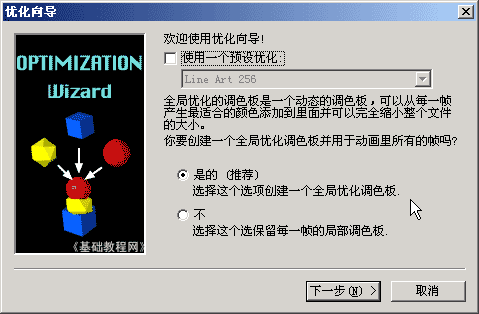 优化向导
欢迎使用优化向导!
OPTIMIZATION
Wizard
使用一个预设优化:
Line Art 256
全局优化的调色板是一个动态的调色板，可以从每一帧
产生最适合的颜色添加到里面并可以完全缩小整个文件
的大小。
你要创建一个全局优化调色板并用于动画里所有的帧吗?
是的 (推荐)
选择这个选项创建一个全局优化调色板.
不
选择这个选保留每一帧的局部调色板.
《基础教程网》
下一步(N) >
取消